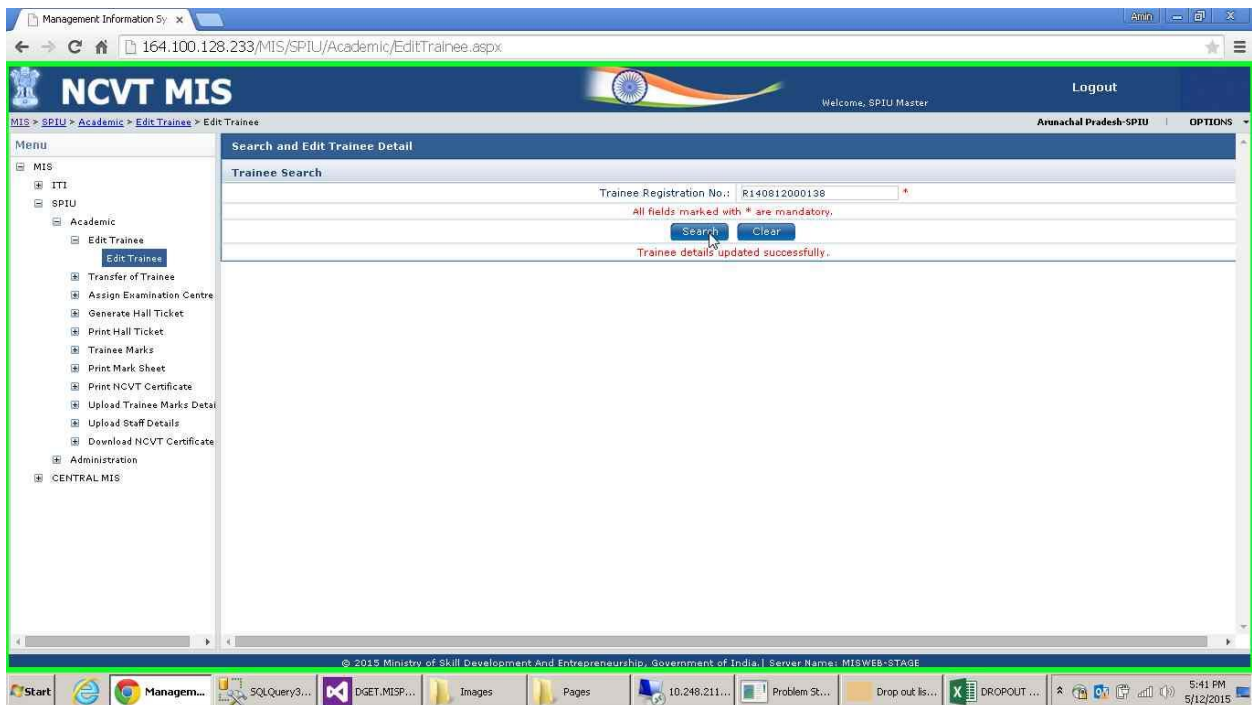 Management Information Sy
Amin
164.100.128.233/MIS/SPIU/Academic/EditTrainee.aspx
NCVT MIS
Welcome, SPIU Master
Logout
MIS > SPIU > Academic > Edit Trainee > Edit Trainee
Arunachal Pradesh-SPIU | OPTIONS
Menu
MIS
ITI
SPIU
Academic
Edit Trainee
Edit Trainee
Transfer of Trainee
Assign Examination Centre
Generate Hall Ticket
Print Hall Ticket
Trainee Marks
Print Mark Sheet
Print NCVT Certificate
Upload Trainee Marks Detai
Upload Staff Details
Download NCVT Certificate
Administration
CENTRAL MIS
Search and Edit Trainee Detail
Trainee Search
Trainee Registration No.: R140812000138 *
All fields marked with * are mandatory.
Search Clear
Trainee details updated successfully.
© 2015 Ministry of Skill Development And Entrepreneurship, Government of India.| Server Name: MISWEB-STAGE
Start Managem... SQLQuery3... DGET.MISP... Images Pages 10.248.211... Problem St... Drop out lis... DROPOUT ... 5:41 PM
5/12/2015